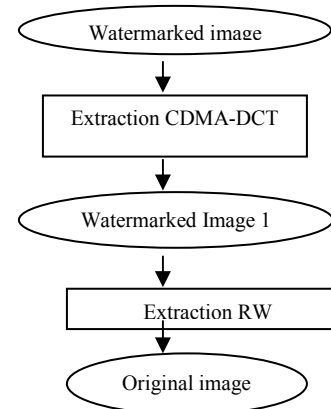 Watermarked image
Extraction CDMA-DCT
Watermarked Image 1
Extraction RW
Original image